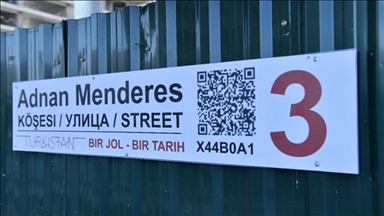 Adnan Menderes
KÖŞESI / УЛИЦА / STREET
TURKISTAN
BIR JOL - BIR TARIH
X44B0A1
3